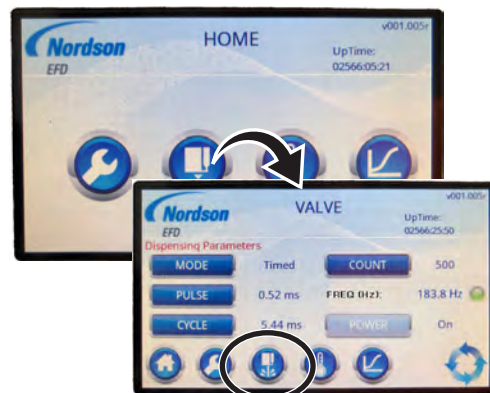 v001.005r
Nordson
EFD
HOME
UpTime:
02566:05:21
v001.005r
Nordson
EFD
VALVE
UpTime:
02566:25:50
Dispensing Parameters
MODE Timed COUNT 500
PULSE 0.52 ms FREQ (Hz): 183.8 Hz
CYCLE 5.44 ms POWER On